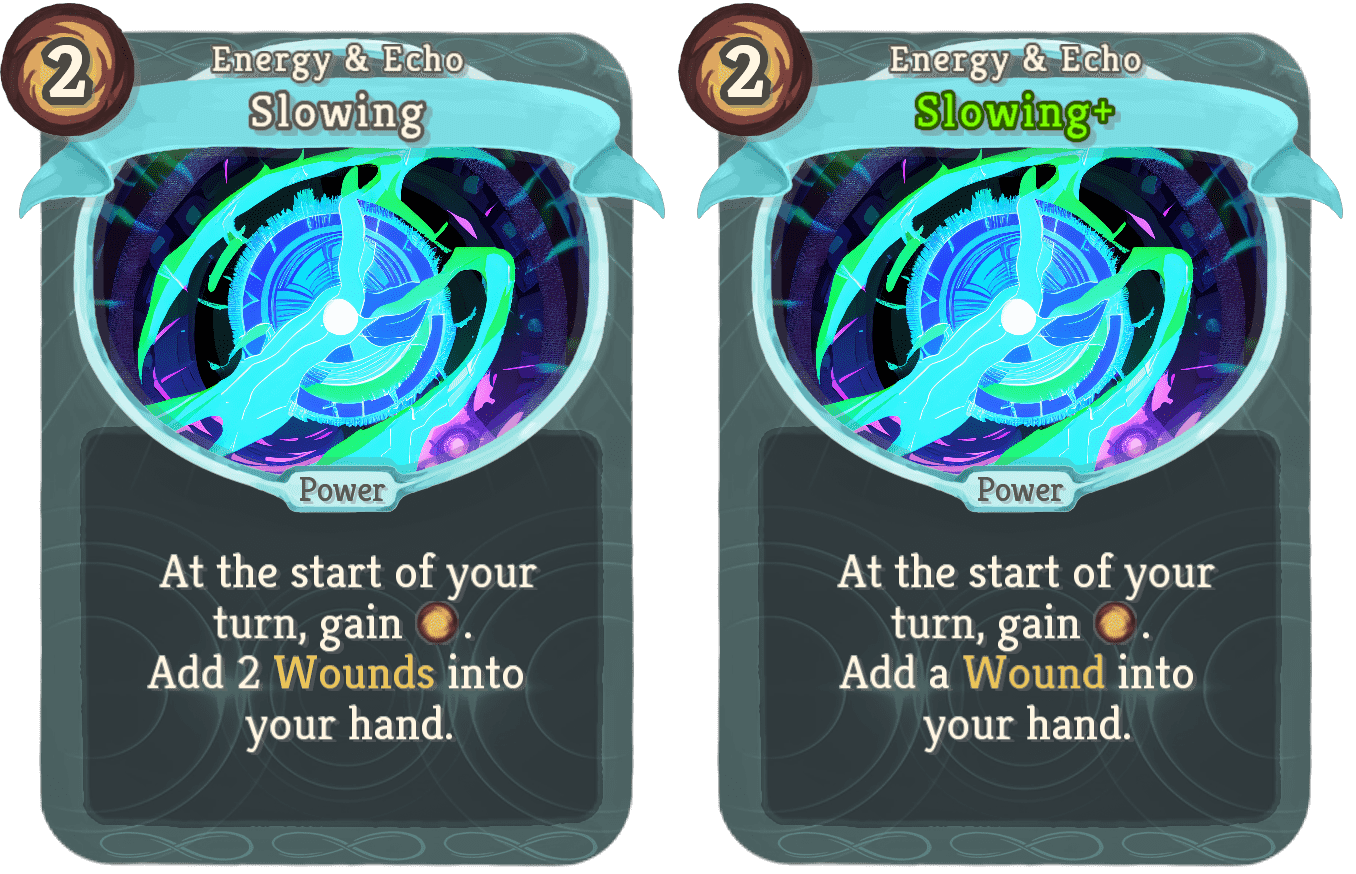 2
Energy & Echo
Slowing
Power
At the start of your
turn, gain .
Add 2 Wounds into
your hand.
2
Energy & Echo
Slowing+
Power
At the start of your
turn, gain .
Add a Wound into
your hand.